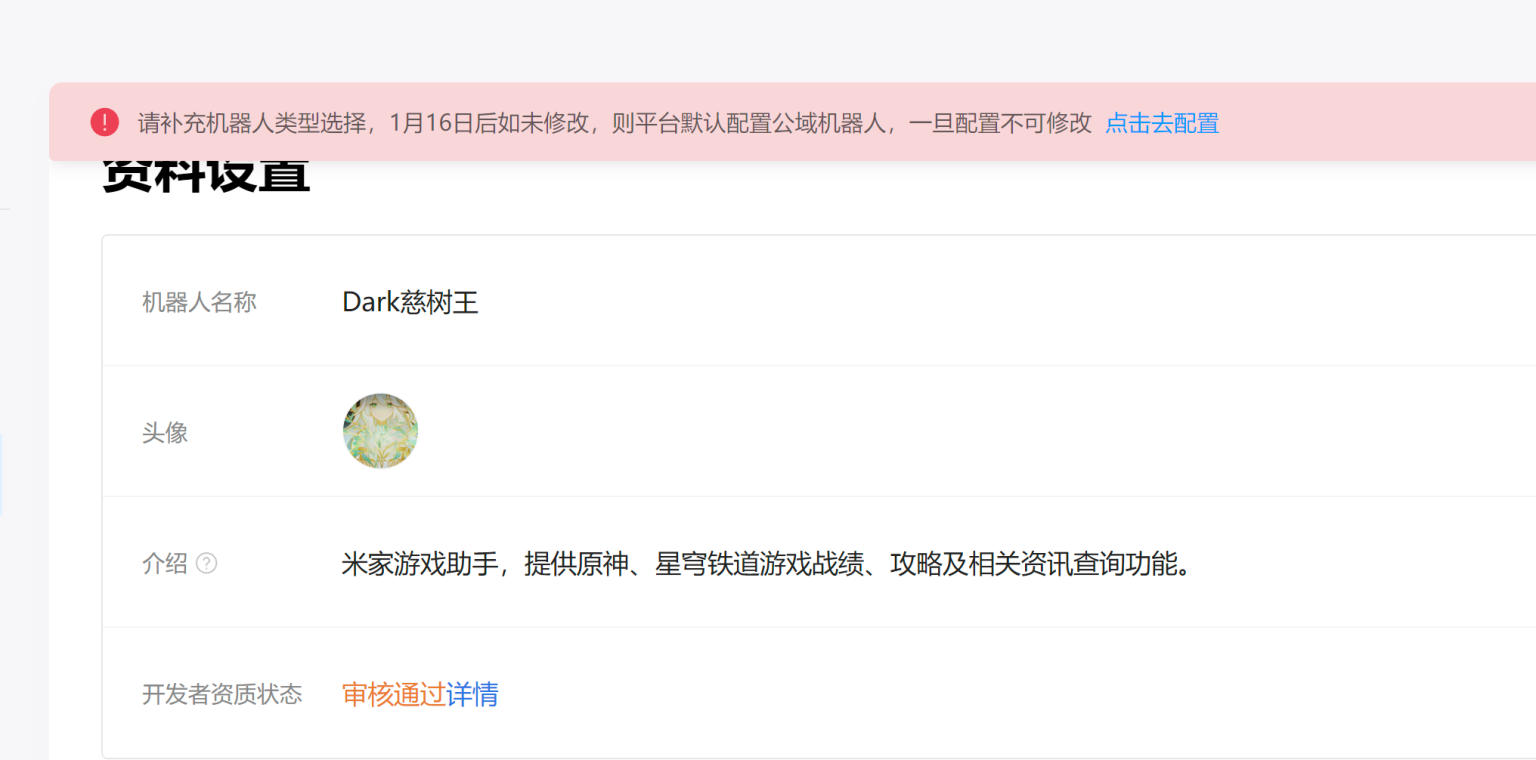 请补充机器人类型选择，1月16日后如未修改，则平台默认配置公域机器人，一旦配置不可修改 点击去配置
资料设置
机器人名称 Dark慈树王
头像
介绍 米家游戏助手，提供原神、星穹铁道游戏战绩、攻略及相关资讯查询功能。
开发者资质状态 审核通过详情